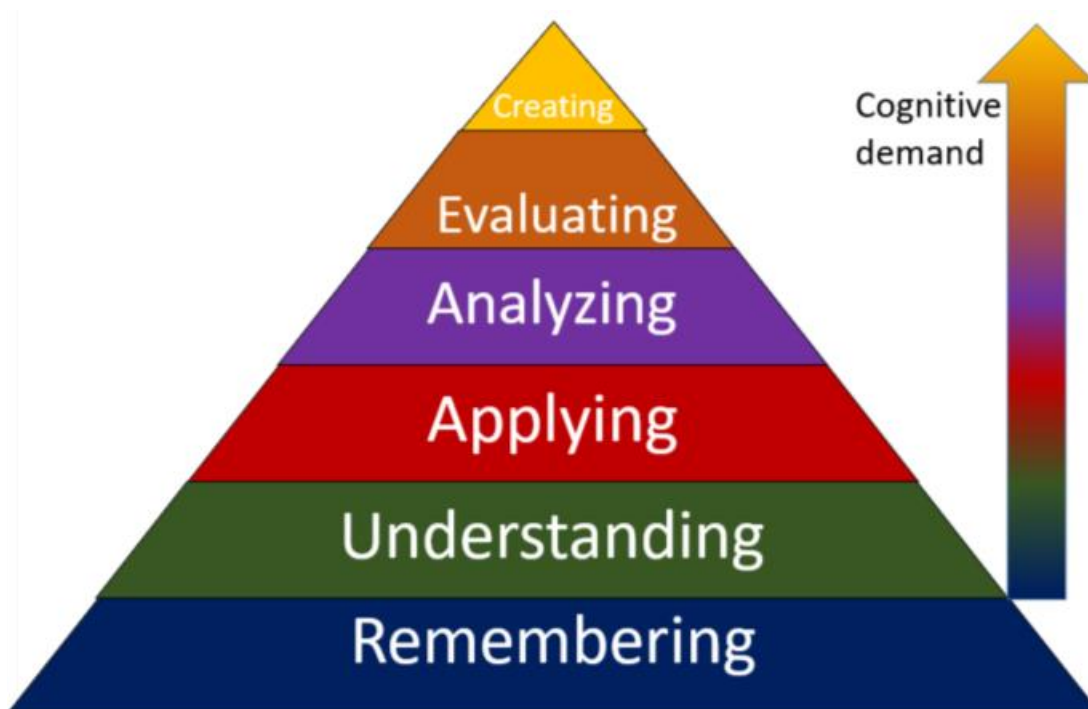 Creating
Cognitive
demand
Evaluating
Analyzing
Applying
Understanding
Remembering